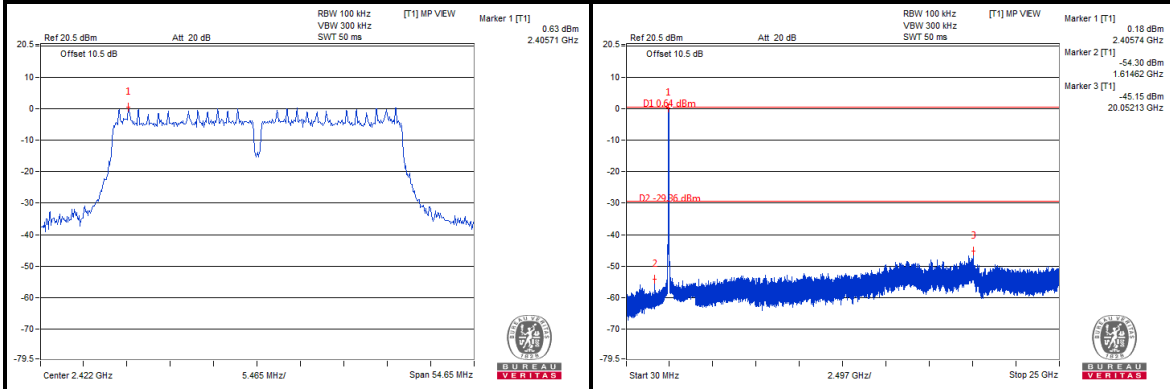 RBW 100 kHz [T1] MP VIEW
VBW 300 kHz
Ref 20.5 dBm Att 20 dB SWT 50 ms
Marker 1 [T1]
0.63 dBm
2.40571 GHz
20.5
Offset 10.5 dB
10
1
0
-10
-20
-30
-40
-50
-60
-70
-79.5
Center 2.422 GHz 5.465 MHz/ Span 54.65 MHz
BUREAU VERITAS
1828
BUREAU
VERITAS
RBW 100 kHz [T1] MP VIEW
VBW 300 kHz
Ref 20.5 dBm Att 20 dB SWT 50 ms
Marker 1 [T1]
0.18 dBm
2.40574 GHz
Marker 2 [T1]
-54.30 dBm
1.61462 GHz
Marker 3 [T1]
-45.15 dBm
20.05213 GHz
20.5
Offset 10.5 dB
10
1
D1 0.64 dBm
0
-10
-20
D2 -29.36 dBm
-30
3
-40
2
-50
-60
-70
-79.5
Start 30 MHz 2.497 GHz/ Stop 25 GHz
BUREAU VERITAS
1828
BUREAU
VERITAS